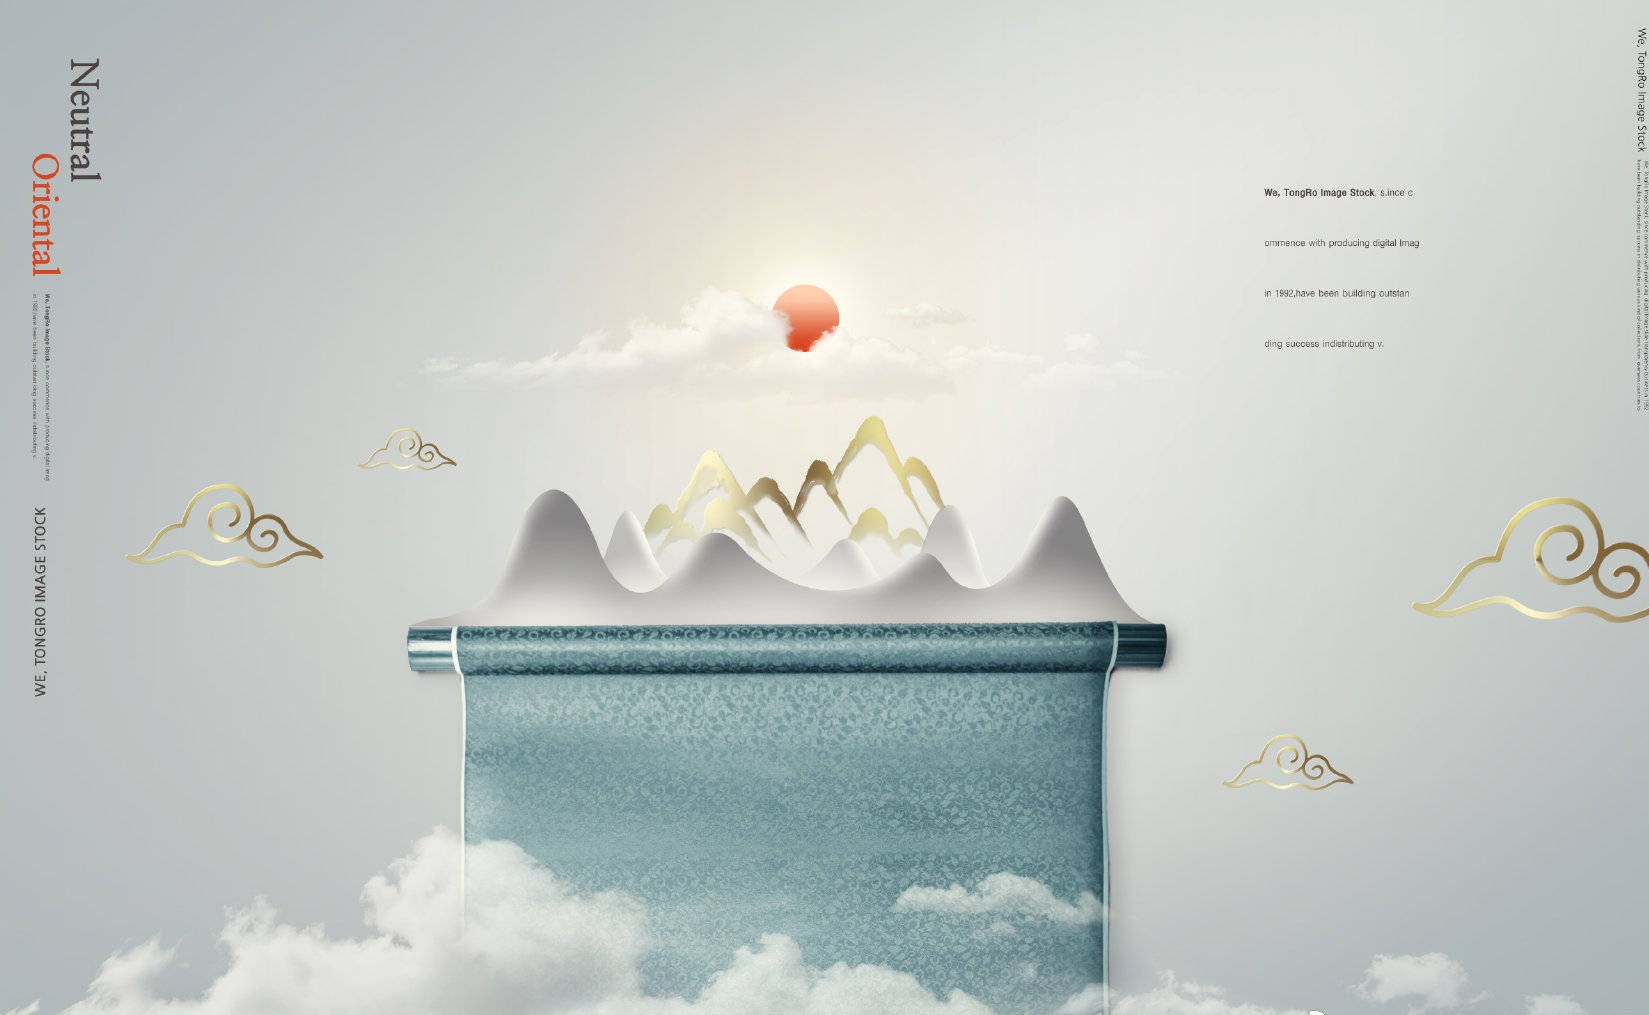 Neutral
Oriental
We, TongRo Image Stock, s.ince commence with producing digital Imag
in 1992,have been building outstan ding success indistributing v.
WE, TONGRO IMAGE STOCK
We, TongRo Image Stock. s.ince c
ommence with producing digital Imag
in 1992,have been building outstan
ding success indistributing v.
We, TongRo Image Stock